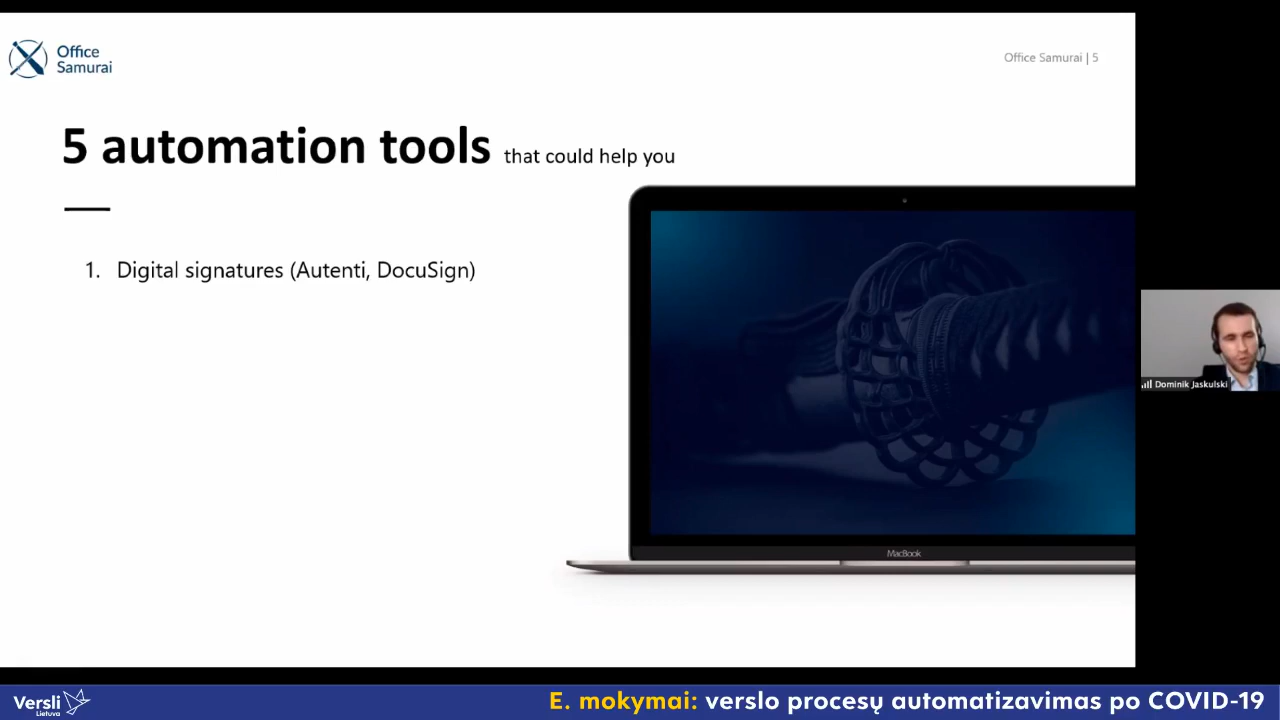 Office
Samurai
Office Samurai | 5
5 automation tools that could help you
1. Digital signatures (Autenti, DocuSign)
MacBook
Dominik Jaskulski
Versli
Lietuva
E. mokymai: verslo procesų automatizavimas po COVID-19